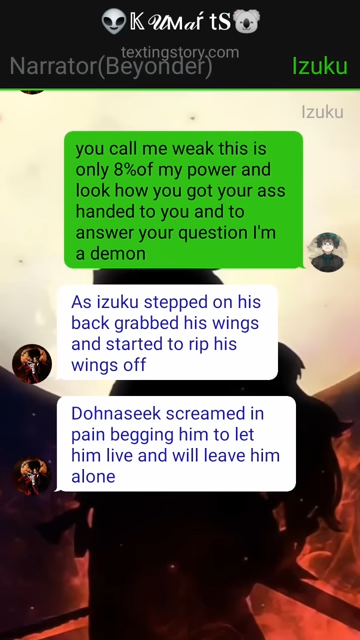 👽𝕂 𝓤𝓜𝓪ŕ tS🐨
textingstory.com
Narrator(Beyonder) Izuku
Izuku
you call me weak this is
only 8%of my power and
look how you got your ass
handed to you and to
answer your question I'm
a demon
As izuku stepped on his
back grabbed his wings
and started to rip his
wings off
Dohnaseek screamed in
pain begging him to let
him live and will leave him
alone